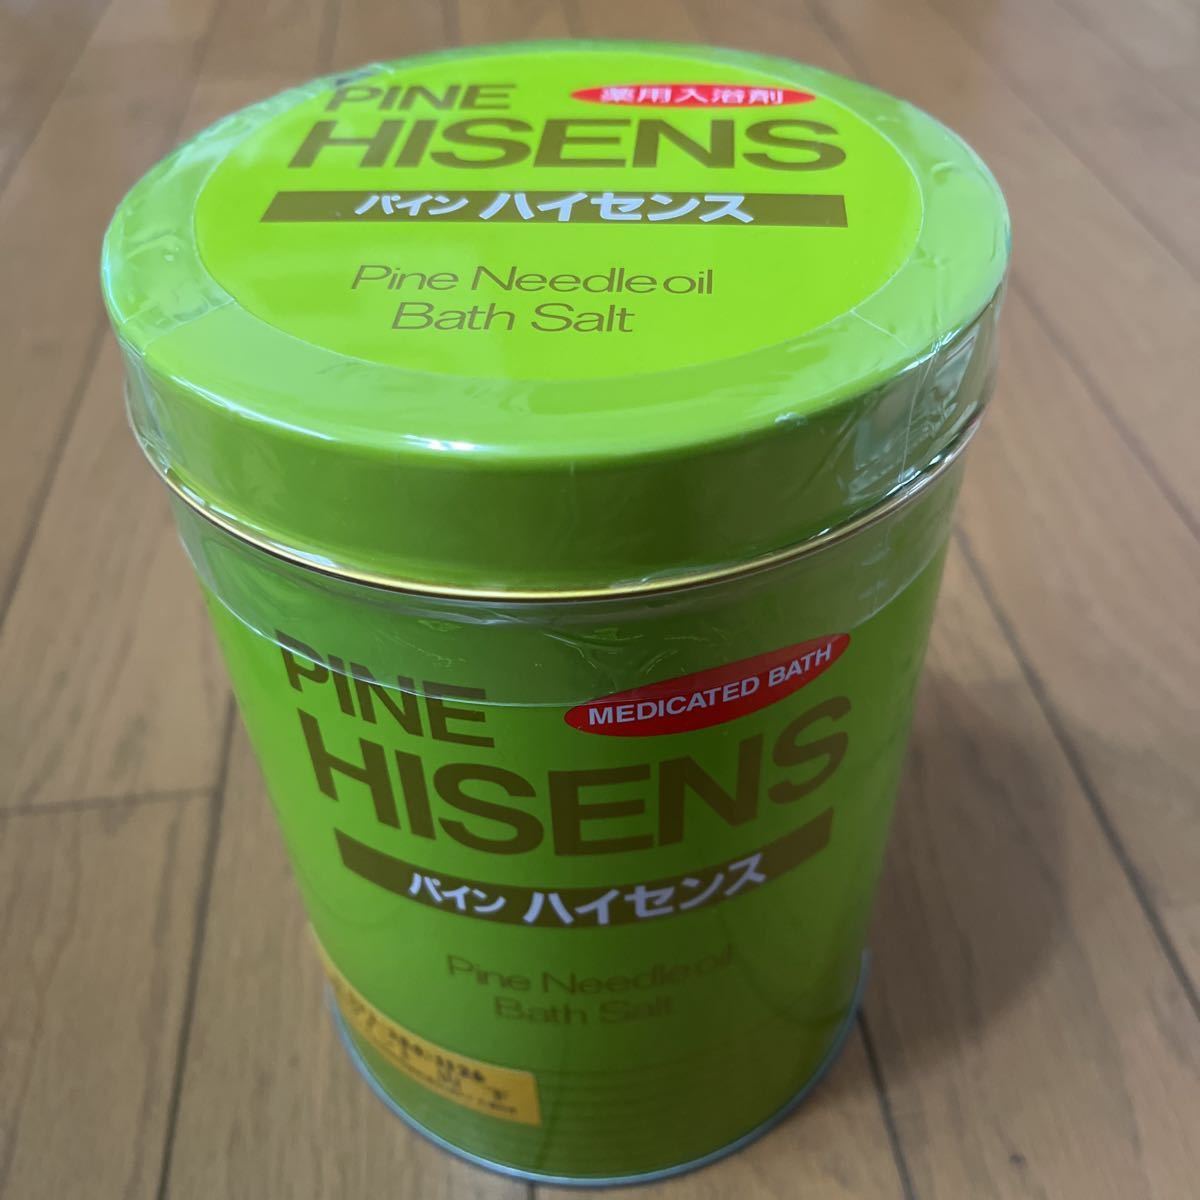 PINE
薬用入浴剤
HISENS
パイン ハイセンス
Pine Needle oil
Bath Salt
PINE
MEDICATED BATH
HISENS
パイン ハイセンス
Pine Needle oil
Bath Salt